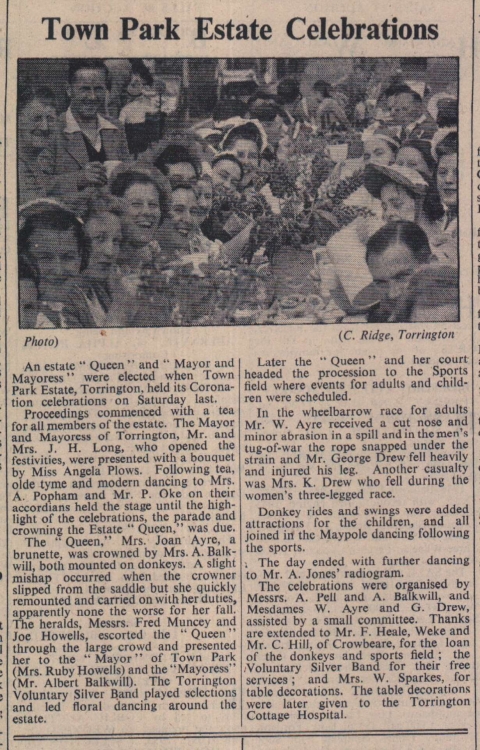 Town Park Estate Celebrations
Photo)
(C. Ridge, Torrington
An estate " Queen " and " Mayor and
Mayoress " were elected when Town
Park Estate, Torrington, held its Corona-
tion celebrations on Saturday last.
Proceedings commenced with a tea
for all members of the estate. The Mayor
and Mayoress of Torrington, Mr. and
Mrs. J. H. Long, who opened the
festivities, were presented with a bouquet
by Miss Angela Plows. Following tea,
olde tyme and modern dancing to Mrs.
A. Popham and Mr. P. Oke on their
accordians held the stage until the high-
light of the celebrations, the parade and
crowning the Estate " Queen," was due.
The " Queen," Mrs. Joan Ayre, a
brunette, was crowned by Mrs. A. Balk-
will, both mounted on donkeys. A slight
mishap occurred when the crowner
slipped from the saddle but she quickly
remounted and carried on with her duties,
apparently none the worse for her fall.
The heralds, Messrs. Fred Muncey and
Joe Howells, escorted the " Queen "
through the large crowd and presented
her to the " Mayor " of Town Park
(Mrs. Ruby Howells) and the "Mayoress"
(Mr. Albert Balkwill). The Torrington
Voluntary Silver Band played selections
and led floral dancing around the
estate.
Later the " Queen " and her court
headed the procession to the Sports
field where events for adults and child-
ren were scheduled.
In the wheelbarrow race for adults
Mr. W. Ayre received a cut nose and
minor abrasion in a spill and in the men's
tug-of-war the rope snapped under the
strain and Mr. George Drew fell heavily
and injured his leg. Another casualty
was Mrs. K. Drew who fell during the
women's three-legged race.
Donkey rides and swings were added
attractions for the children, and all
joined in the Maypole dancing following
the sports.
The day ended with further dancing
to Mr. A. Jones' radiogram.
The celebrations were organised by
Messrs. A. Pell and A. Balkwill, and
Mesdames W. Ayre and G. Drew,
assisted by a small committee. Thanks
are extended to Mr. F. Heale, Weke and
Mr. C. Hill, of Crowbeare, for the loan
of the donkeys and sports field ; the
Voluntary Silver Band for their free
services ; and Mrs. W. Sparkes, for
table decorations. The table decorations
were later given to the Torrington
Cottage Hospital.